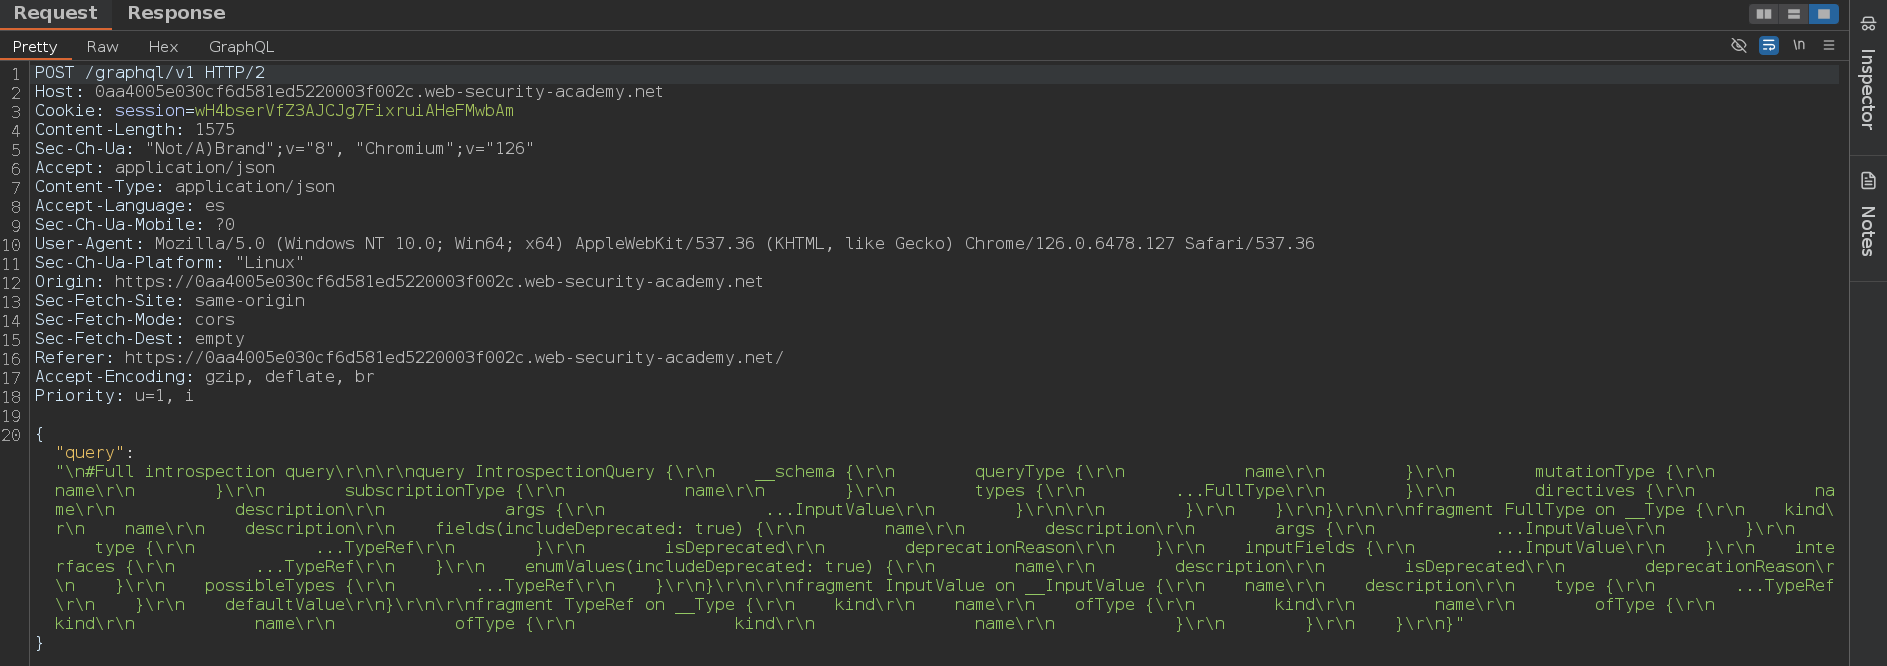 Request Response
Pretty Raw Hex GraphQL \n
1 POST /graphql/v1 HTTP/2
2 Host: 0aa4005e030cf6d581ed5220003f002c.web-security-academy.net
3 Cookie: session=wH4bserVfZ3AJCJg7FixruiAHeFMwbAm
4 Content-Length: 1575
5 Sec-Ch-Ua: "Not/A)Brand";v="8", "Chromium";v="126"
6 Accept: application/json
7 Content-Type: application/json
8 Accept-Language: es
9 Sec-Ch-Ua-Mobile: ?0
10 User-Agent: Mozilla/5.0 (Windows NT 10.0; Win64; x64) AppleWebKit/537.36 (KHTML, like Gecko) Chrome/126.0.6478.127 Safari/537.36
11 Sec-Ch-Ua-Platform: "Linux"
12 Origin: https://0aa4005e030cf6d581ed5220003f002c.web-security-academy.net
13 Sec-Fetch-Site: same-origin
14 Sec-Fetch-Mode: cors
15 Sec-Fetch-Dest: empty
16 Referer: https://0aa4005e030cf6d581ed5220003f002c.web-security-academy.net/
17 Accept-Encoding: gzip, deflate, br
18 Priority: u=1, i
19
20 {
"query":
"\n#Full introspection query\r\n\r\nquery IntrospectionQuery {\r\n    __schema {\r\n        queryType {\r\n            name\r\n        }\r\n        mutationType {\r\n
name\r\n        }\r\n        subscriptionType {\r\n            name\r\n        }\r\n        types {\r\n         ...FullType\r\n        }\r\n        directives {\r\n            na
me\r\n            description\r\n            args {\r\n                ...InputValue\r\n        }\r\n\r\n        }\r\n    }\r\n}\r\n\r\nfragment FullType on __Type {\r\n    kind\
r\n    name\r\n    description\r\n    fields(includeDeprecated: true) {\r\n        name\r\n        description\r\n        args {\r\n            ...InputValue\r\n        }\r\n
type {\r\n            ...TypeRef\r\n        }\r\n        isDeprecated\r\n        deprecationReason\r\n    }\r\n    inputFields {\r\n        ...InputValue\r\n    }\r\n    inte
rfaces {\r\n        ...TypeRef\r\n    }\r\n    enumValues(includeDeprecated: true) {\r\n        name\r\n        description\r\n        isDeprecated\r\n        deprecationReason\r
\n    }\r\n    possibleTypes {\r\n        ...TypeRef\r\n    }\r\n}\r\n\r\nfragment InputValue on __InputValue {\r\n    name\r\n    description\r\n    type {\r\n        ...TypeRef
\r\n    }\r\n    defaultValue\r\n}\r\n\r\nfragment TypeRef on __Type {\r\n    kind\r\n    name\r\n    ofType {\r\n        kind\r\n        name\r\n        ofType {\r\n
kind\r\n            name\r\n            ofType {\r\n                kind\r\n                name\r\n            }\r\n        }\r\n    }\r\n}"
}
Inspector
Notes